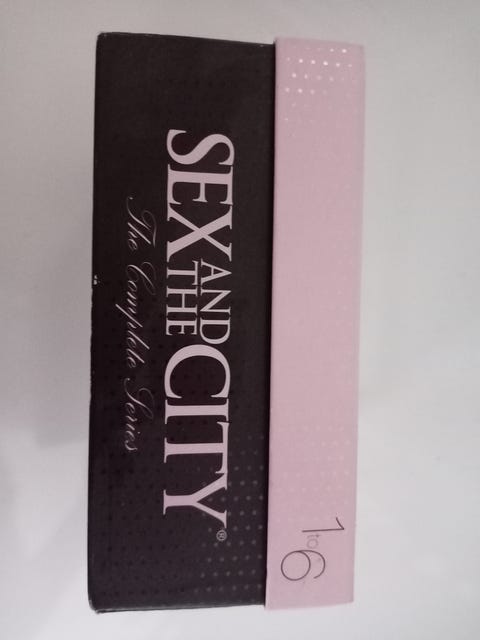 1 to 6
SEX AND THE CITY®
The Complete Series